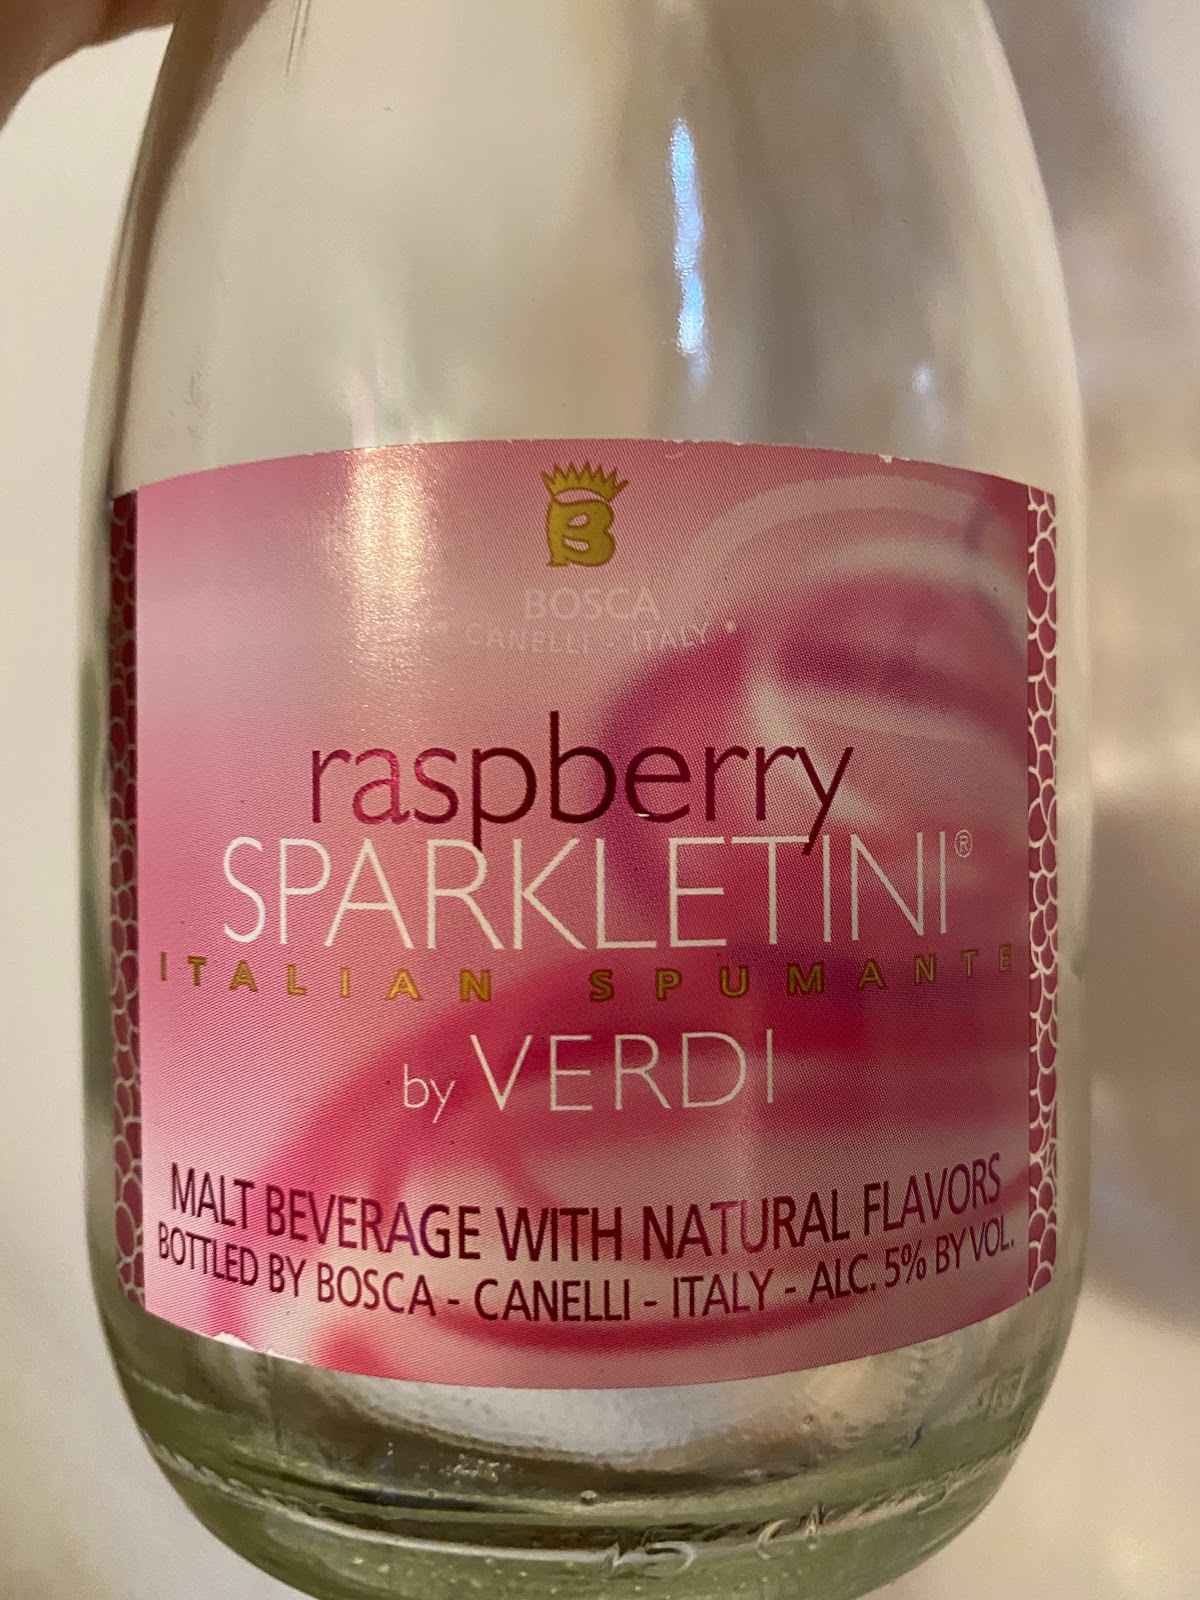 B
BOSCA
• CANELLI - ITALY •
raspberry
SPARKLETINI®
ITALIAN SPUMANTE
by VERDI
MALT BEVERAGE WITH NATURAL FLAVORS
BOTTLED BY BOSCA - CANELLI - ITALY - ALC. 5% BY VOL.